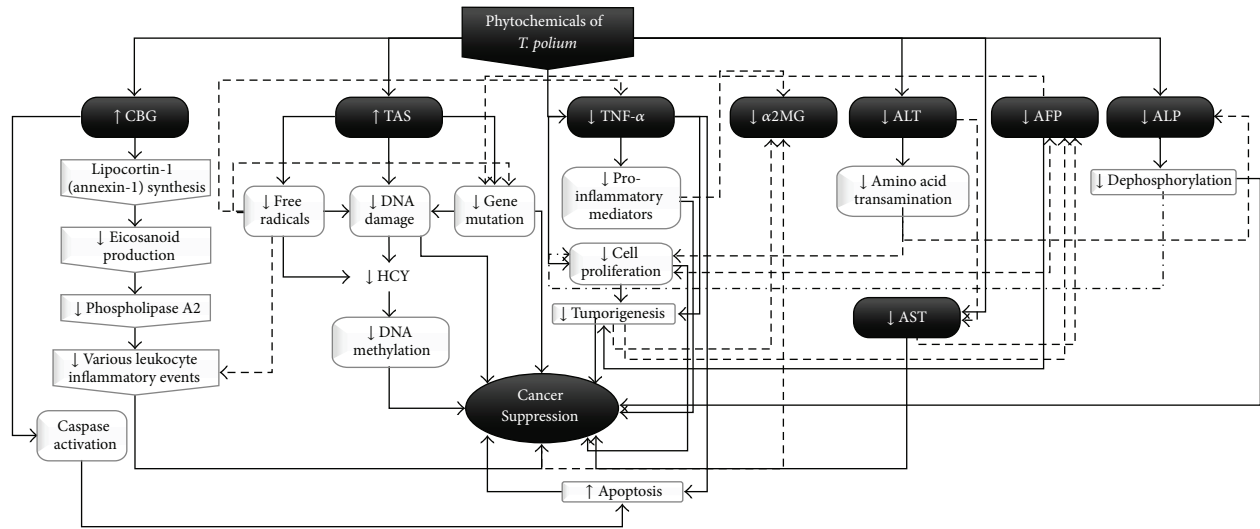 Phytochemicals of
T. polium
↑ CBG
↑ TAS
↓ TNF-α
↓ α2MG
↓ ALT
↓ AFP
↓ ALP
Lipocortin-1
(annexin-1) synthesis
↓ Eicosanoid
production
↓ Phospholipase A2
↓ Various leukocyte
inflammatory events
Caspase
activation
↓ Free
radicals
↓ DNA
damage
↓ Gene
mutation
↓ HCY
↓ DNA
methylation
↓ Pro-
inflammatory
mediators
↓ Cell
proliferation
↓ Tumorigenesis
↓ Amino acid
transamination
↓ Dephosphorylation
↓ AST
Cancer
Suppression
↑ Apoptosis